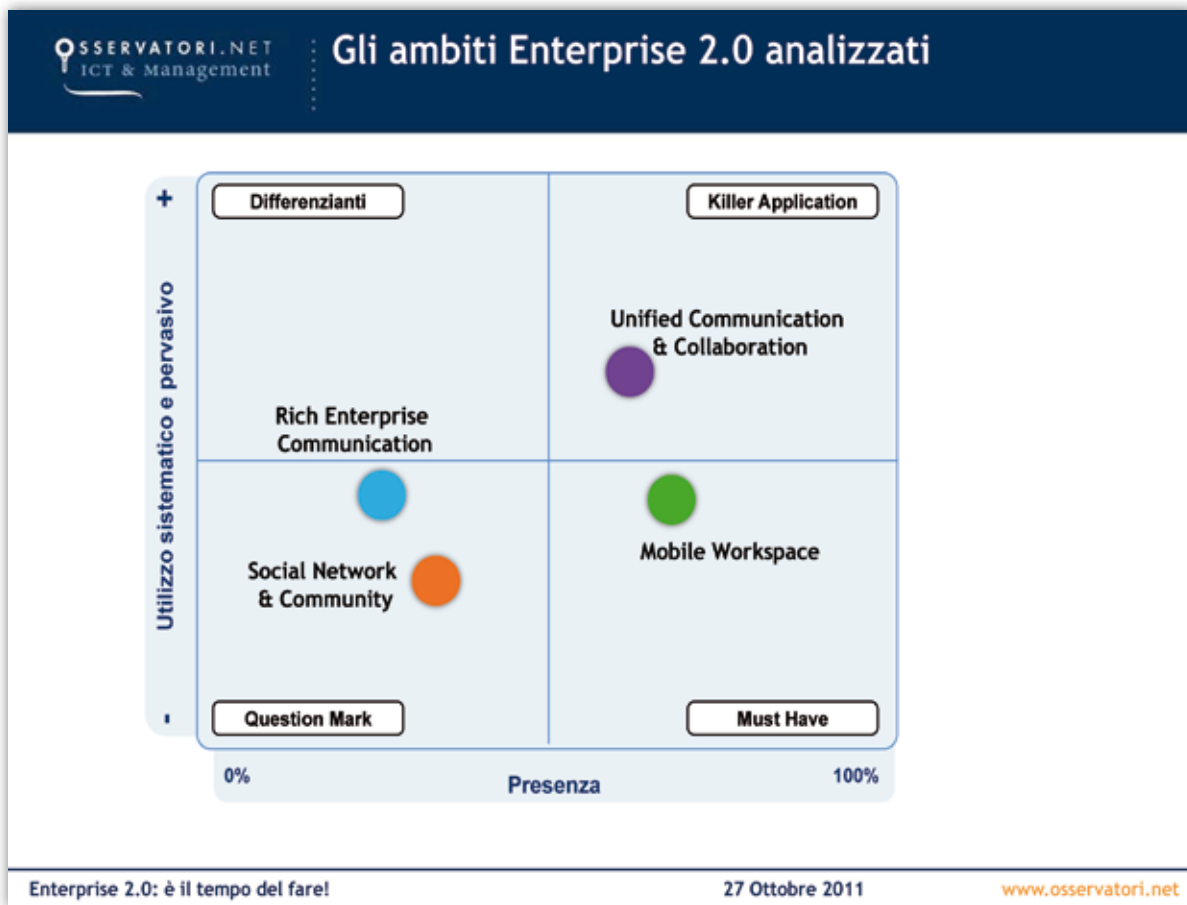 OSSERVATORI.NET
ICT & Management
Gli ambiti Enterprise 2.0 analizzati
+
Utilizzo sistematico e pervasivo
-
Differenzianti
Killer Application
Unified Communication
& Collaboration
Rich Enterprise
Communication
Social Network
& Community
Mobile Workspace
Question Mark
Must Have
0%
Presenza
100%
Enterprise 2.0: è il tempo del fare!
27 Ottobre 2011
www.osservatori.net